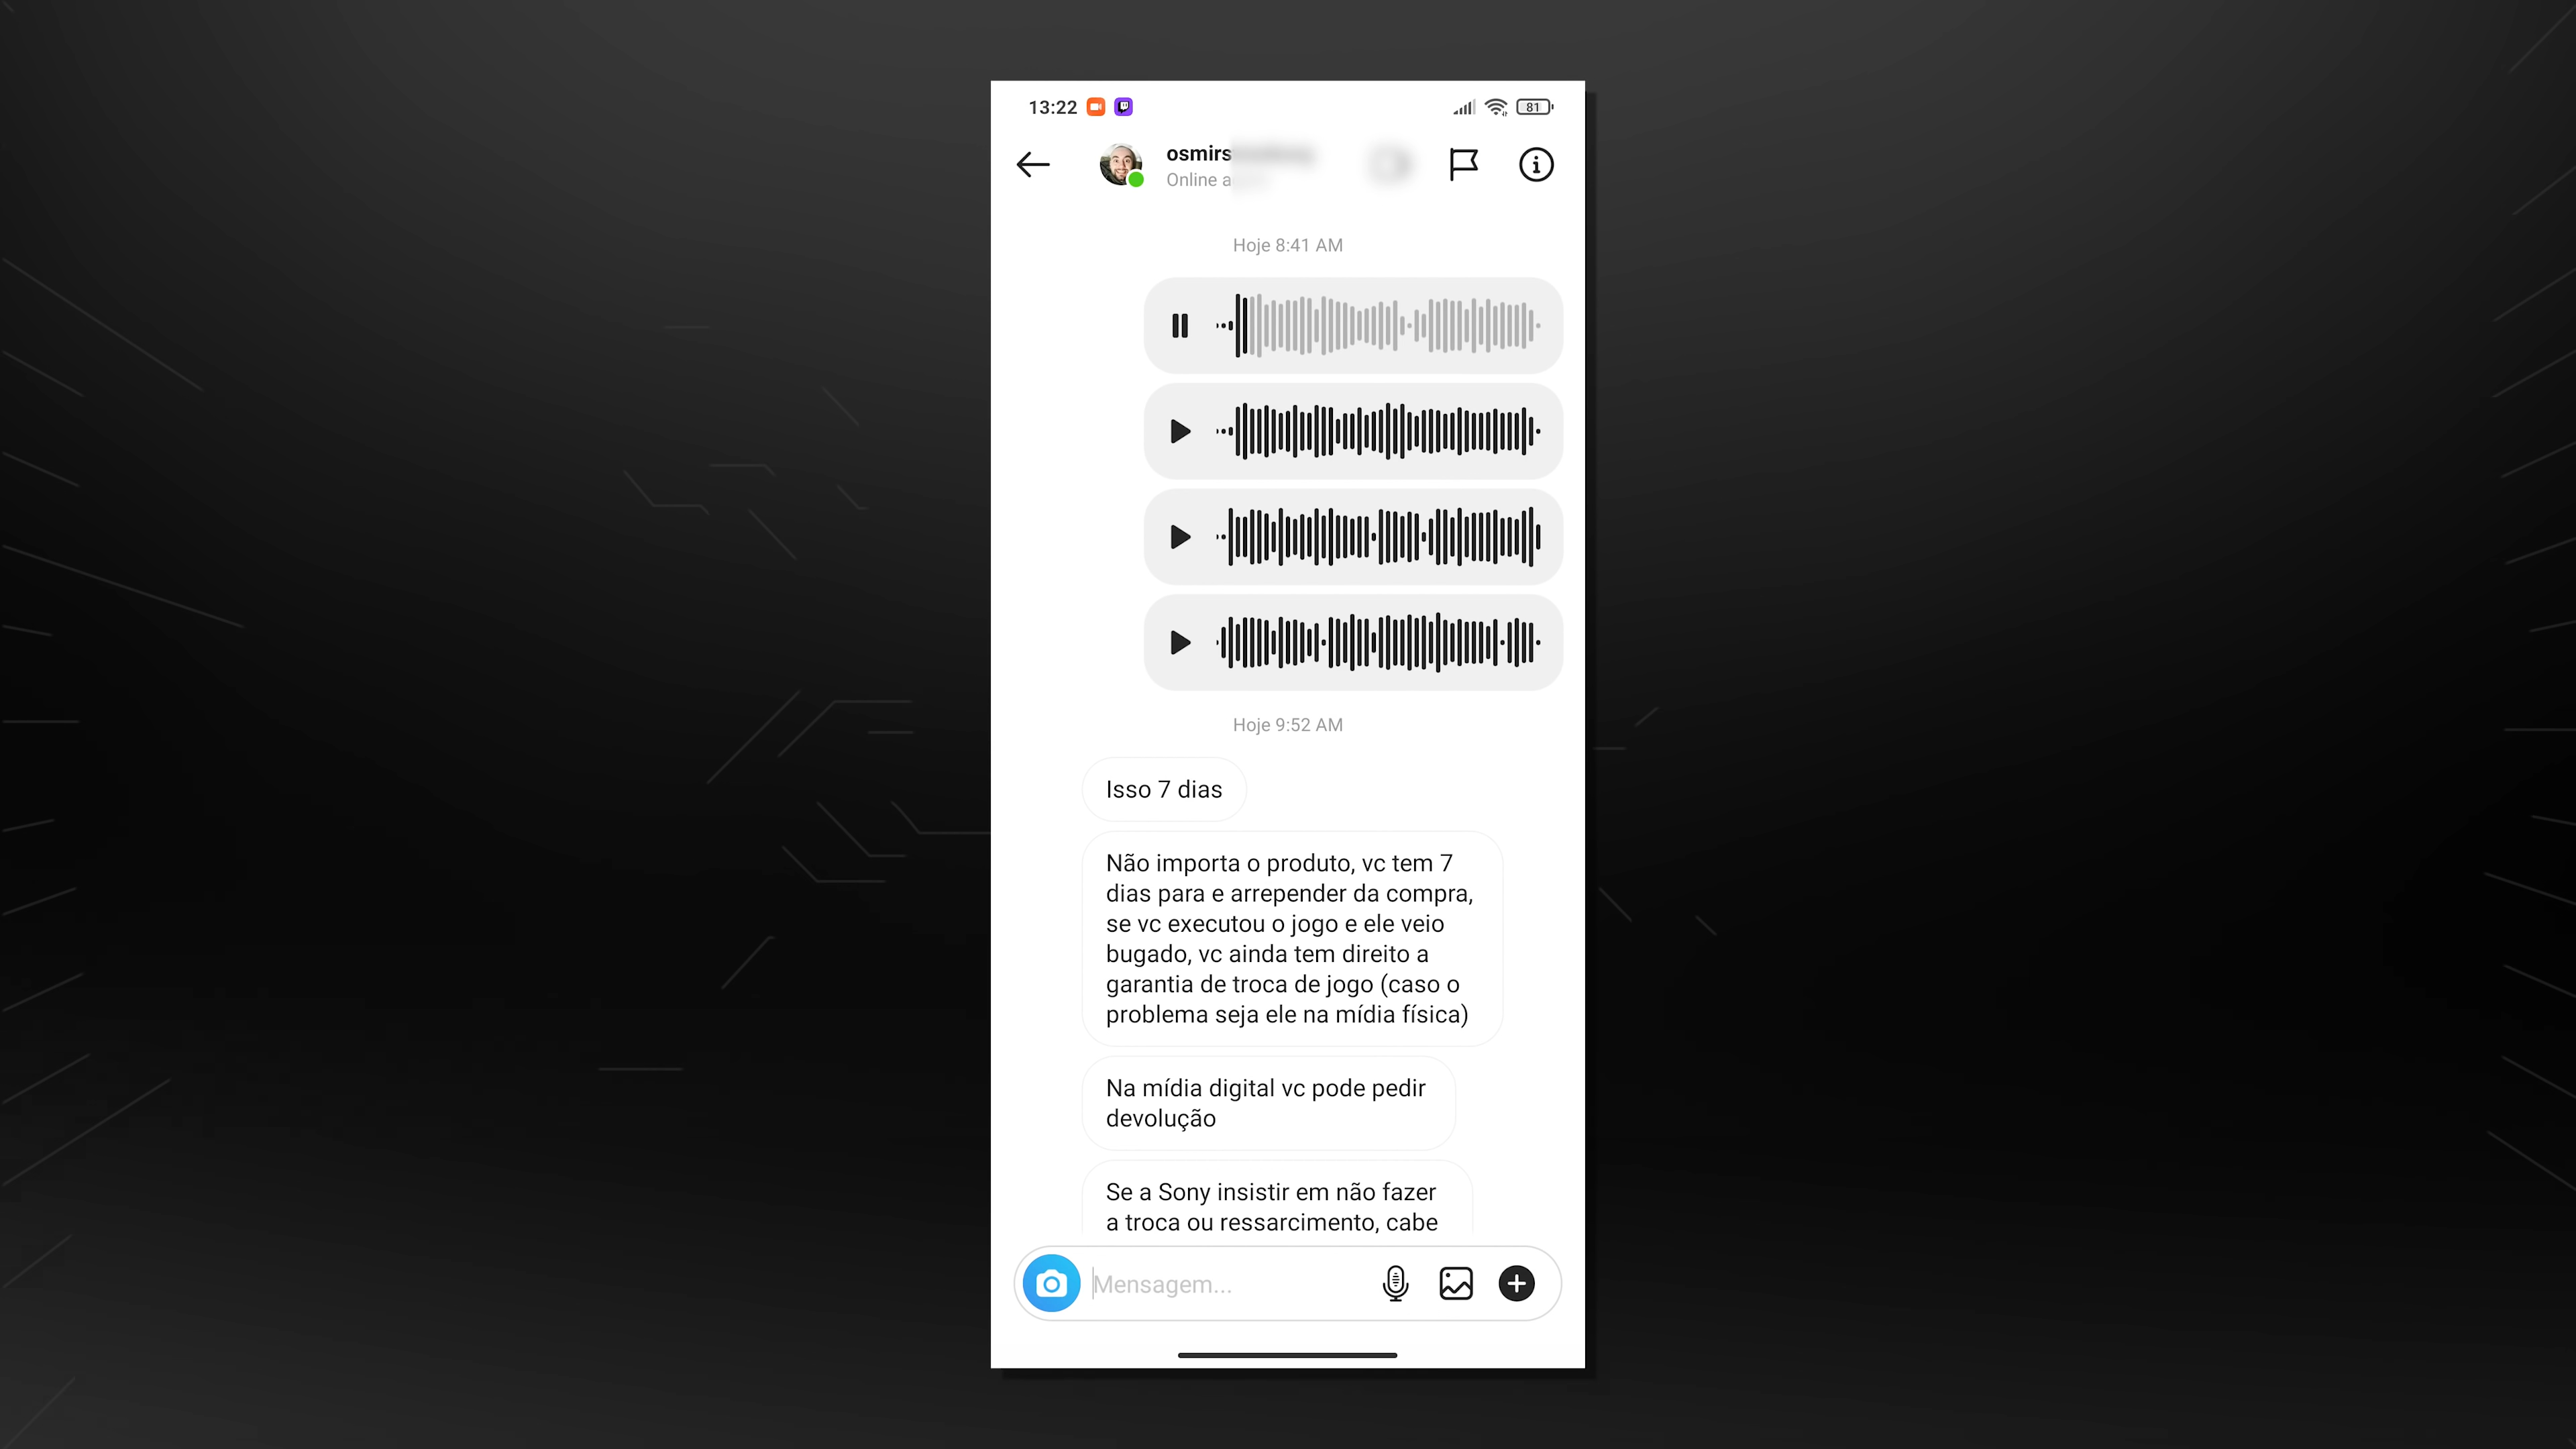 13:22
81
osmirs
Online a
Hoje 8:41 AM
Hoje 9:52 AM
Isso 7 dias
Não importa o produto, vc tem 7
dias para e arrepender da compra,
se vc executou o jogo e ele veio
bugado, vc ainda tem direito a
garantia de troca de jogo (caso o
problema seja ele na mídia física)
Na mídia digital vc pode pedir
devolução
Se a Sony insistir em não fazer
a troca ou ressarcimento, cabe
Mensagem...